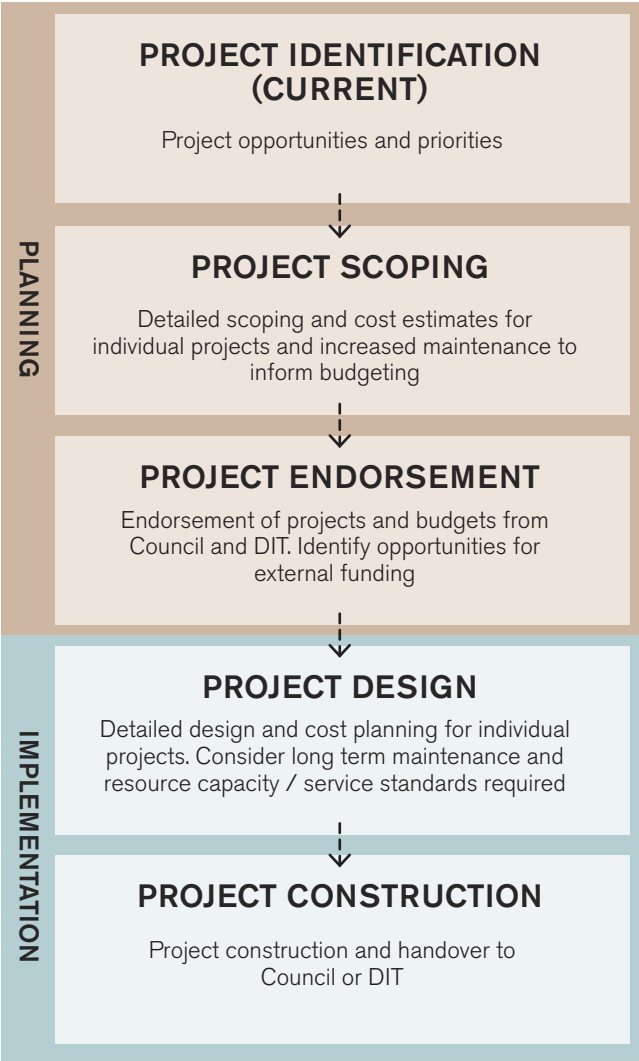 PLANNING
PROJECT IDENTIFICATION
(CURRENT)
Project opportunities and priorities
PROJECT SCOPING
Detailed scoping and cost estimates for
individual projects and increased maintenance to
inform budgeting
PROJECT ENDORSEMENT
Endorsement of projects and budgets from
Council and DIT. Identify opportunities for
external funding
IMPLEMENTATION
PROJECT DESIGN
Detailed design and cost planning for individual
projects. Consider long term maintenance and
resource capacity / service standards required
PROJECT CONSTRUCTION
Project construction and handover to
Council or DIT